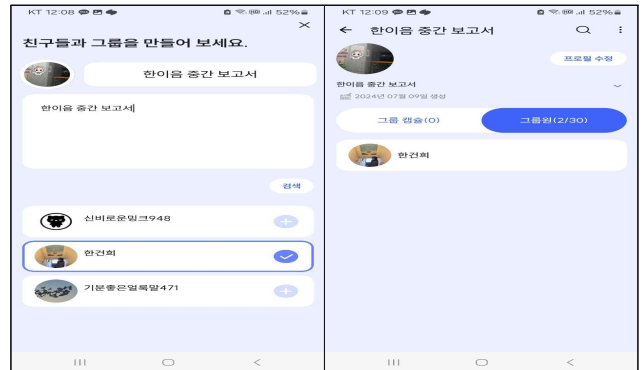 KT 12:08
52%
친구들과 그룹을 만들어 보세요.
한이음 중간 보고서
한이음 중간 보고서
검색
신비로운밍크948
한건희
기분좋은얼룩말471
KT 12:09
52%
한이음 중간 보고서
프로필 수정
한이음 중간 보고서
2024년 07월 09일 생성
그룹 캡슐(0)
그룹원(2/30)
한건희